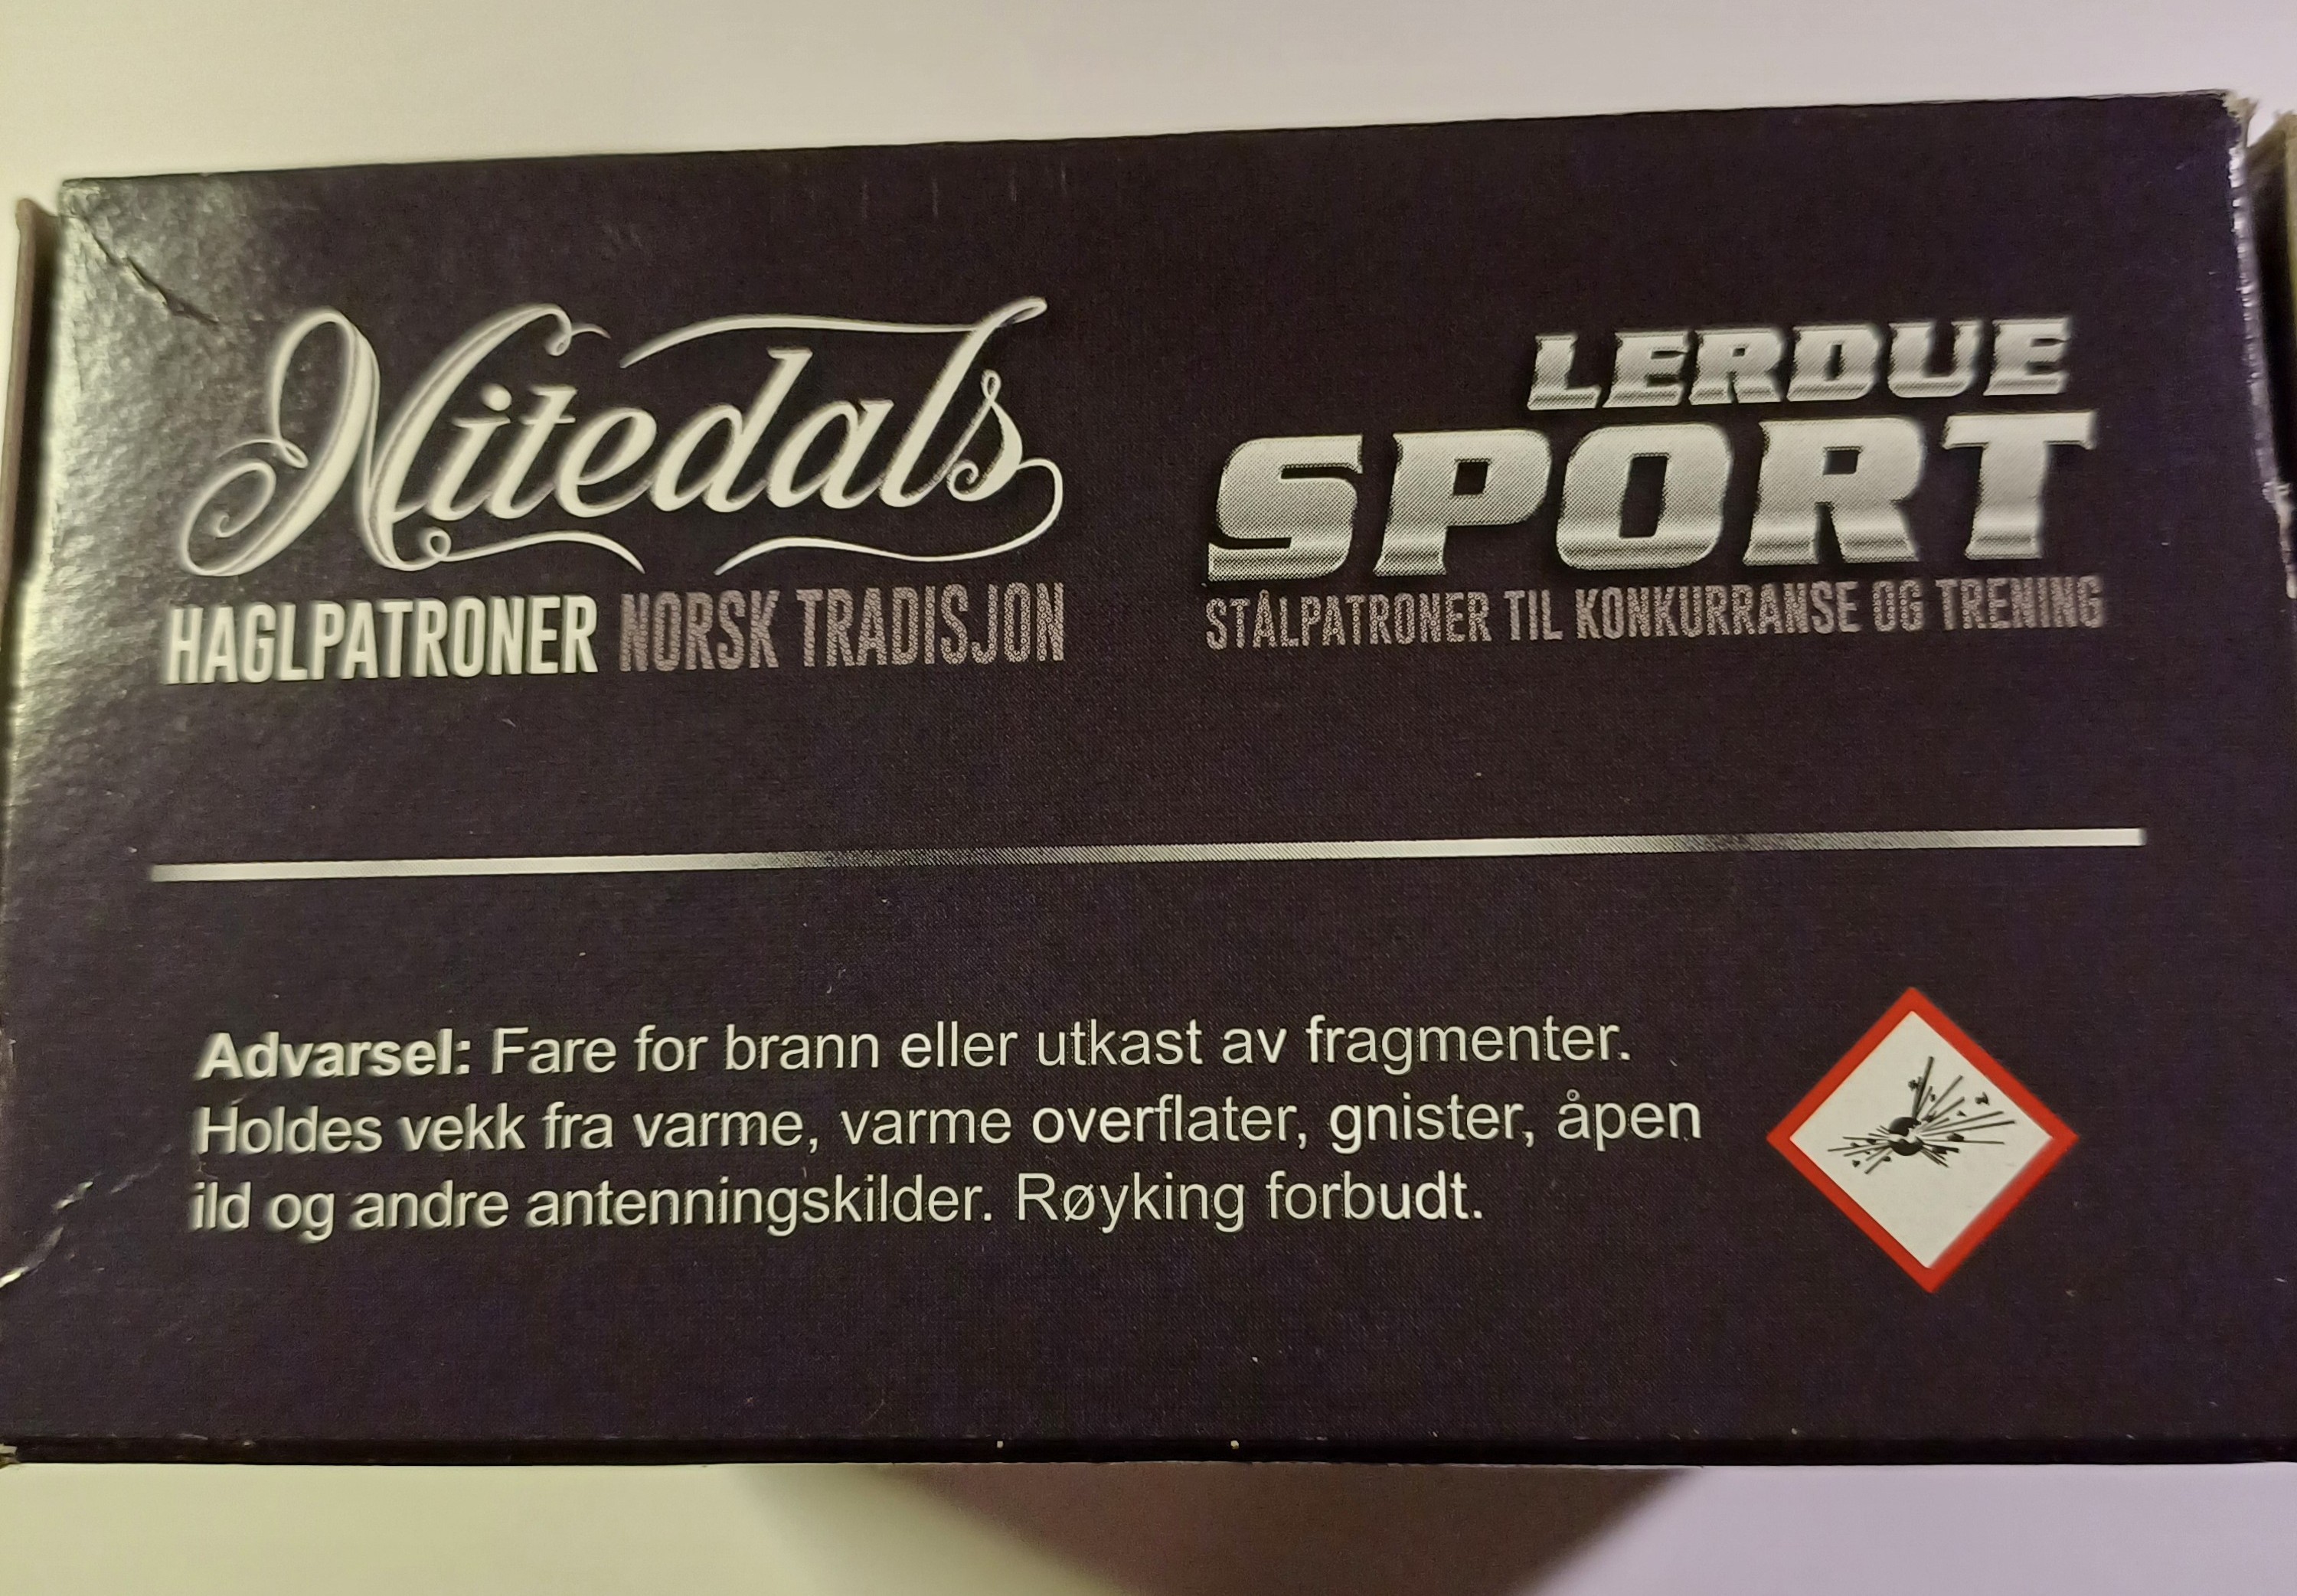 Nitedals
HAGLPATRONER NORSK TRADISJON
LERDUE
SPORT
STÅLPATRONER TIL KONKURRANSE OG TRENING
Advarsel: Fare for brann eller utkast av fragmenter.
Holdes vekk fra varme, varme overflater, gnister, åpen
ild og andre antenningskilder. Røyking forbudt.